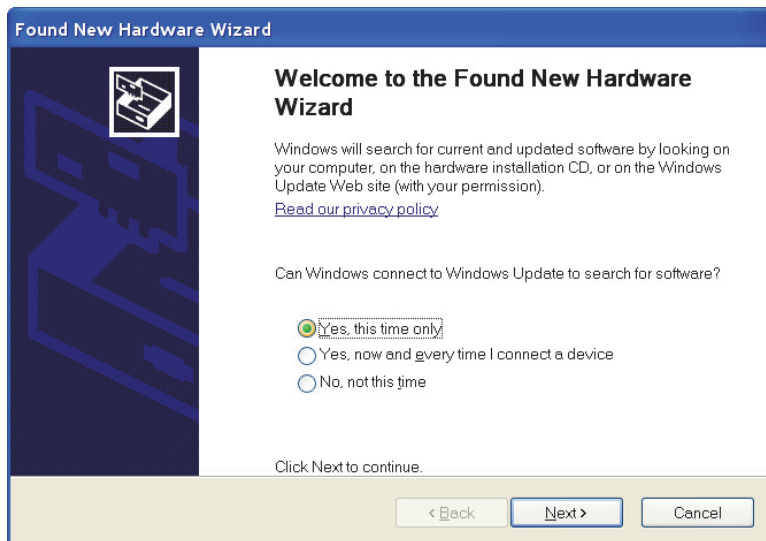 Found New Hardware Wizard
Welcome to the Found New Hardware
Wizard
Windows will search for current and updated software by looking on
your computer, on the hardware installation CD, or on the Windows
Update Web site (with your permission).
Read our privacy policy
Can Windows connect to Windows Update to search for software?
Yes, this time only
Yes, now and every time I connect a device
No, not this time
Click Next to continue.
< Back Next > Cancel